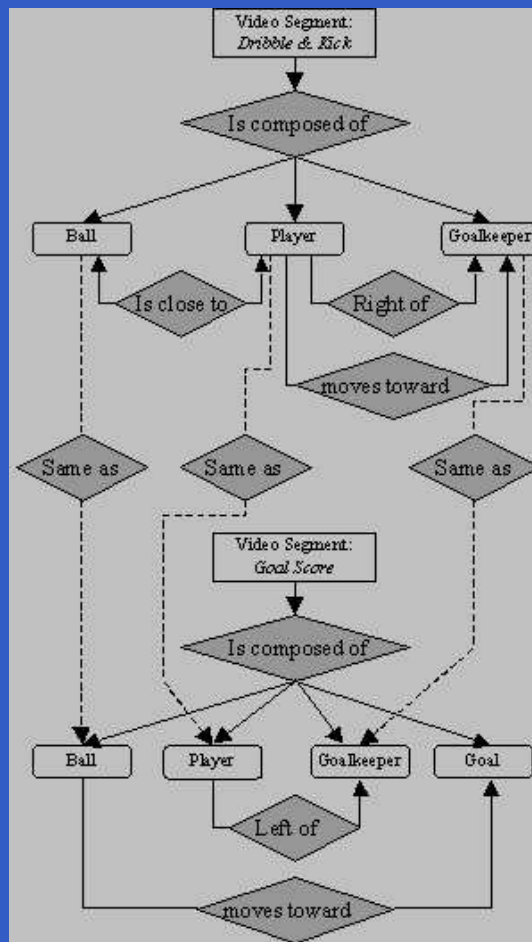 Video Segment:
Dribble & Kick
Is composed of
Ball
Player
Goalkeeper
Is close to
Right of
moves toward
Same as
Same as
Same as
Video Segment:
Goal Score
Is composed of
Ball
Player
Goalkeeper
Goal
Left of
moves toward